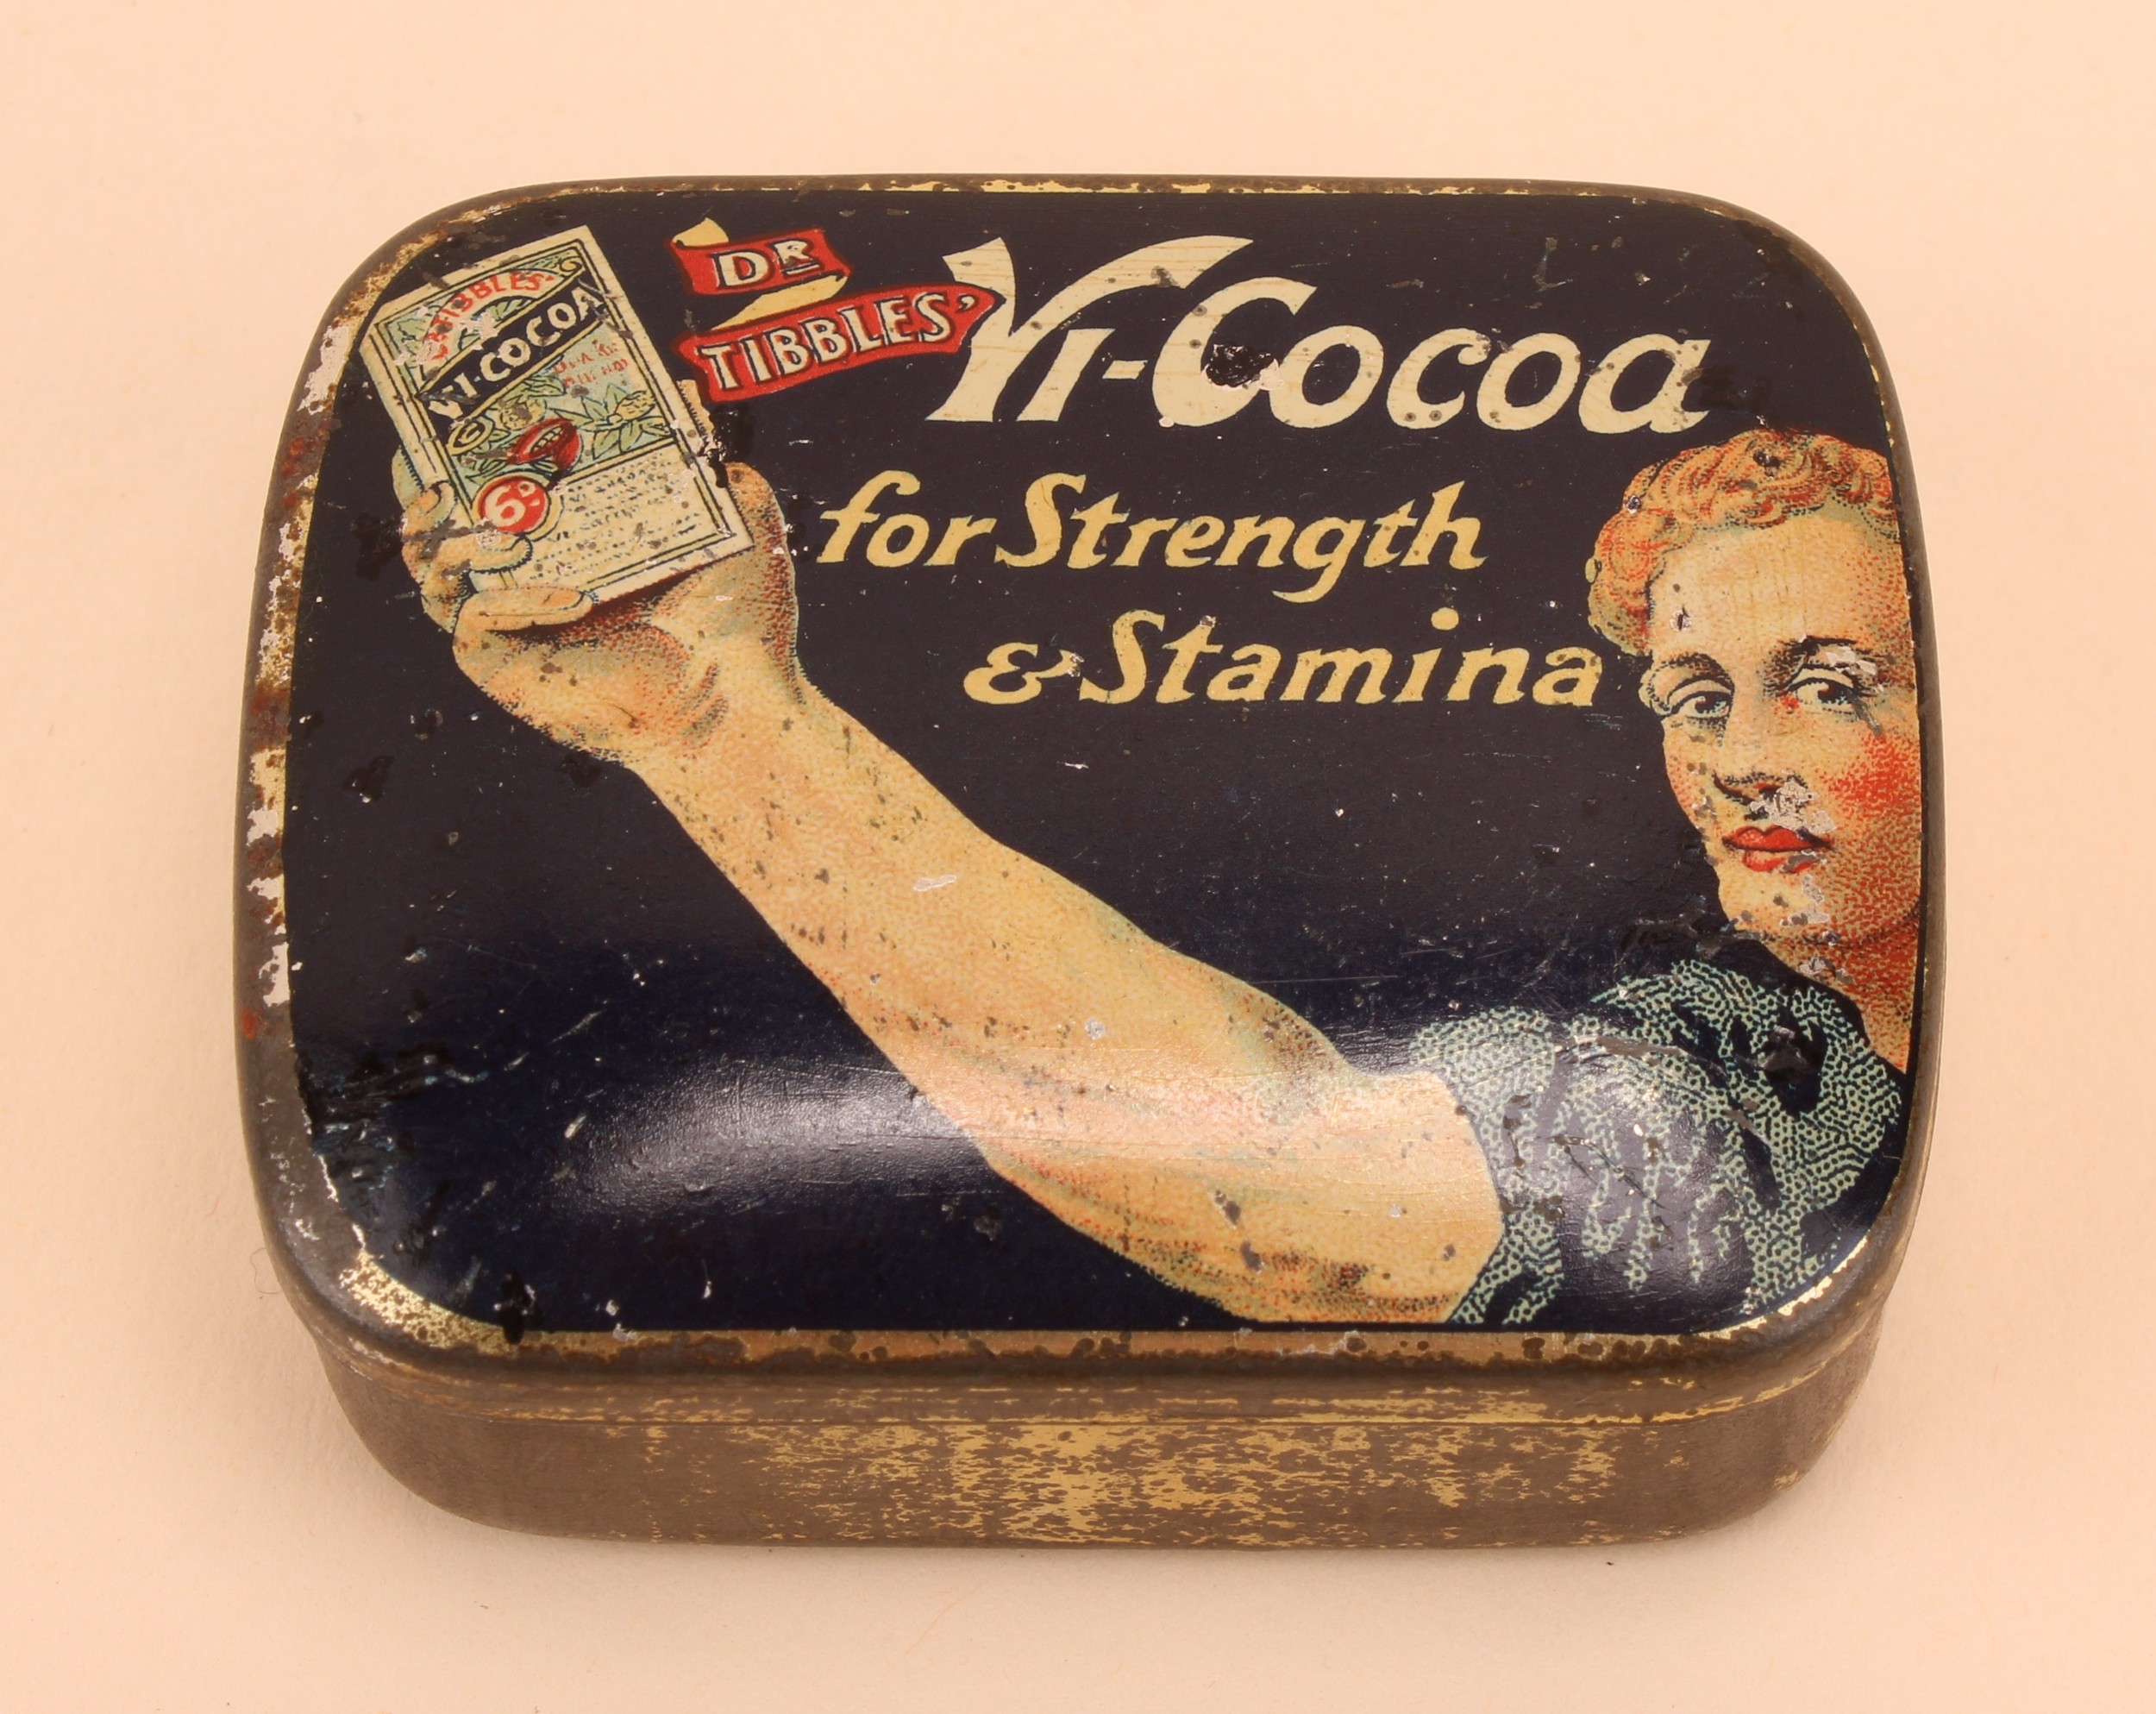 DR
TIBBLES'
Vi-Cocoa
for Strength
& Stamina
TIBBLES'
VI-COCOA
6D